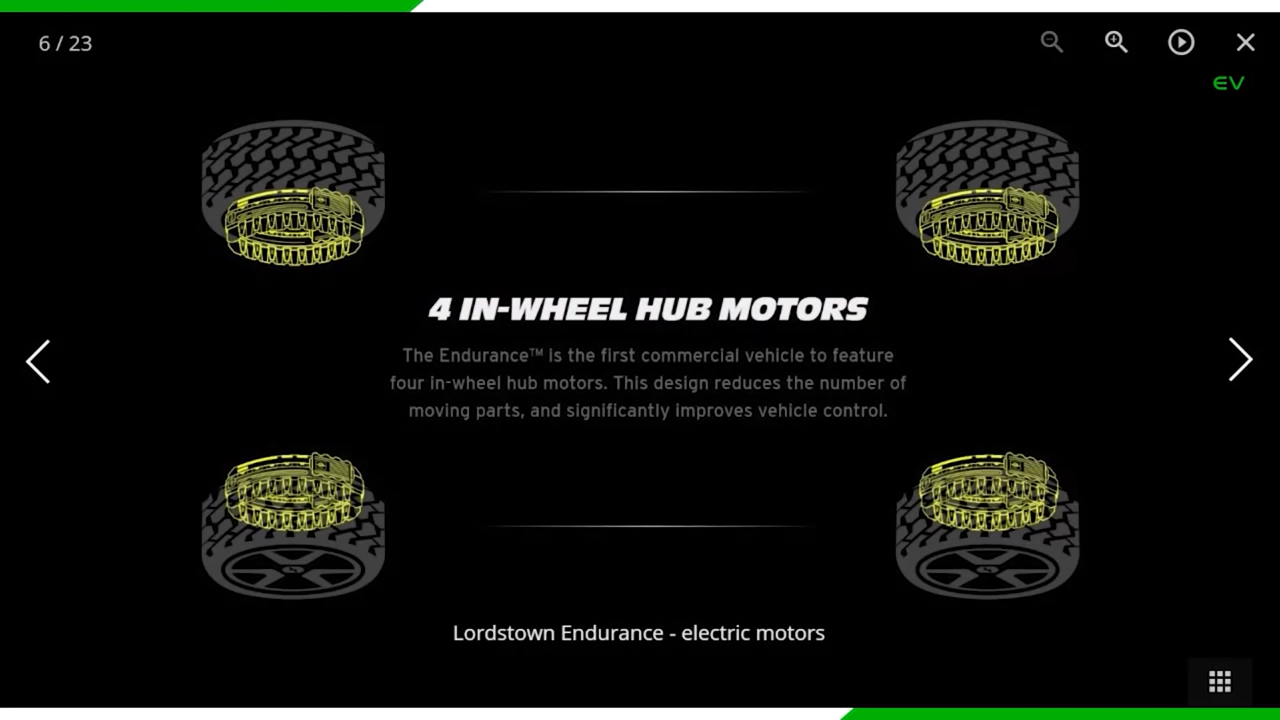 6 / 23
EV
4 IN-WHEEL HUB MOTORS
The Endurance™ is the first commercial vehicle to feature
four in-wheel hub motors. This design reduces the number of
moving parts, and significantly improves vehicle control.
Lordstown Endurance - electric motors